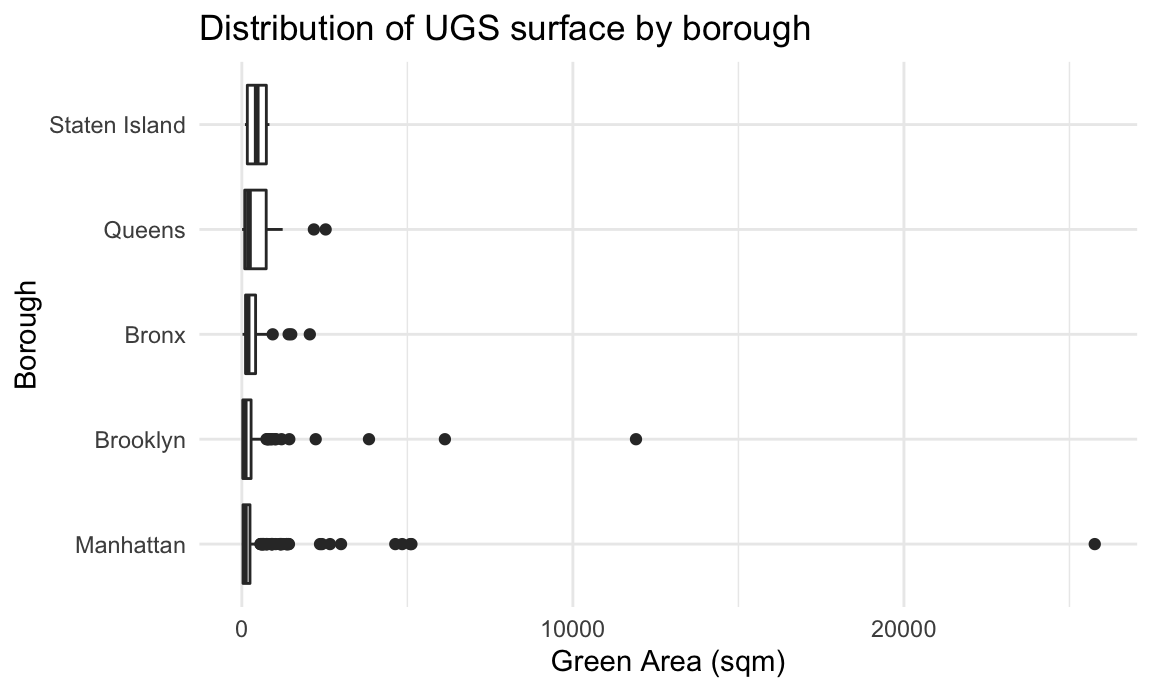 Distribution of UGS surface by borough
Staten Island
Queens
Bronx
Brooklyn
Manhattan
Borough
0 10000 20000
Green Area (sqm)